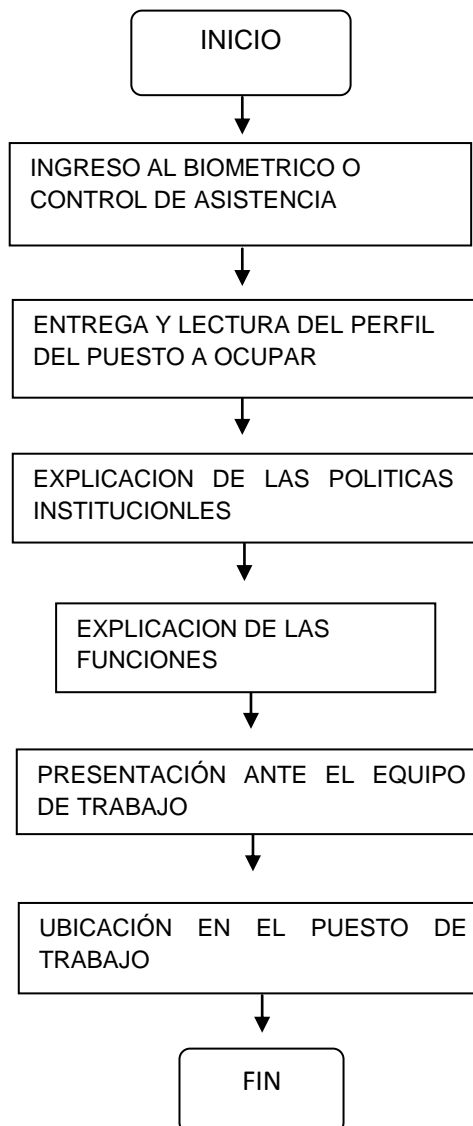 INICIO
INGRESO AL BIOMETRICO O
CONTROL DE ASISTENCIA
ENTREGA Y LECTURA DEL PERFIL
DEL PUESTO A OCUPAR
EXPLICACION DE LAS POLITICAS
INSTITUCIONLES
EXPLICACION DE LAS
FUNCIONES
PRESENTACIÓN ANTE EL EQUIPO
DE TRABAJO
UBICACIÓN EN EL PUESTO DE
TRABAJO
FIN